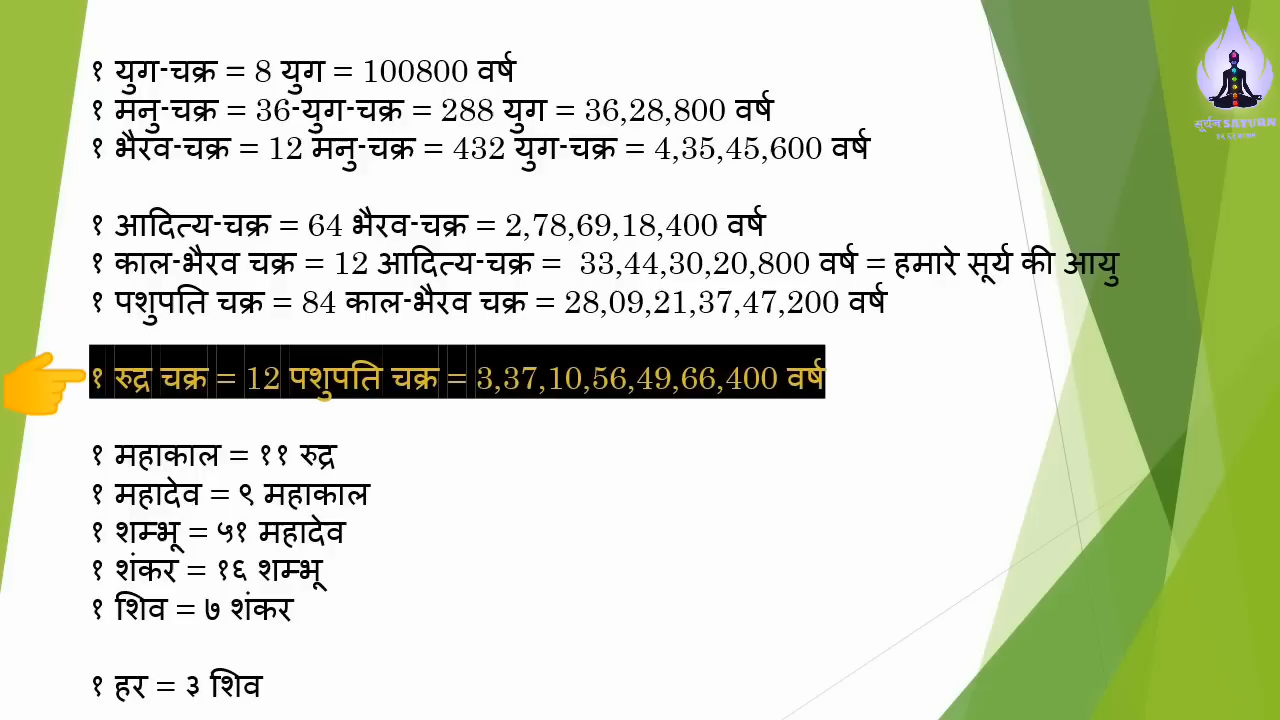 १ युग-चक्र = 8 युग = 100800 वर्ष
१ मनु-चक्र = 36-युग-चक्र = 288 युग = 36,28,800 वर्ष
१ भैरव-चक्र = 12 मनु-चक्र = 432 युग-चक्र = 4,35,45,600 वर्ष
१ आदित्य-चक्र = 64 भैरव-चक्र = 2,78,69,18,400 वर्ष
१ काल-भैरव चक्र = 12 आदित्य-चक्र = 33,44,30,20,800 वर्ष = हमारे सूर्य की आयु
१ पशुपति चक्र = 84 काल-भैरव चक्र = 28,09,21,37,47,200 वर्ष
१ रुद्र चक्र = 12 पशुपति चक्र = 3,37,10,56,49,66,400 वर्ष
१ महाकाल = ११ रुद्र
१ महादेव = ९ महाकाल
१ शम्भू = ५१ महादेव
१ शंकर = १६ शम्भू
१ शिव = ७ शंकर
१ हर = ३ शिव
सूर्यन SATURN